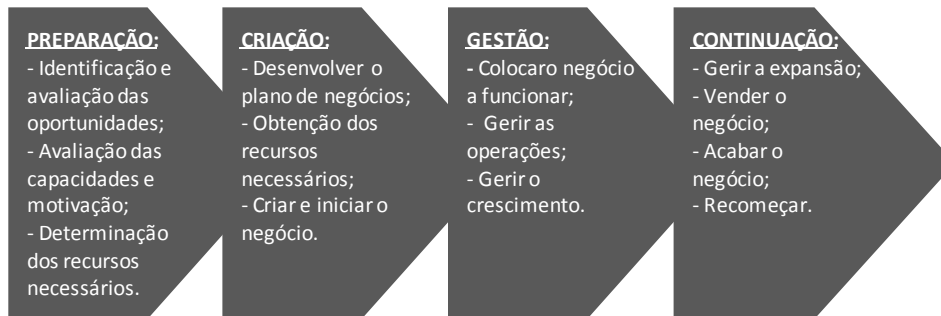 PREPARAÇÃO:
- Identificação e
avaliação das
oportunidades;
- Avaliação das
capacidades e
motivação;
- Determinação
dos recursos
necessários.
CRIAÇÃO:
- Desenvolver o
plano de negócios;
- Obtenção dos
recursos
necessários;
- Criar e iniciar o
negócio.
GESTÃO:
- Colocaro negócio
a funcionar;
- Gerir as
operações;
- Gerir o
crescimento.
CONTINUAÇÃO:
- Gerir a expansão;
- Vender o
negócio;
- Acabar o
negócio;
- Recomeçar.